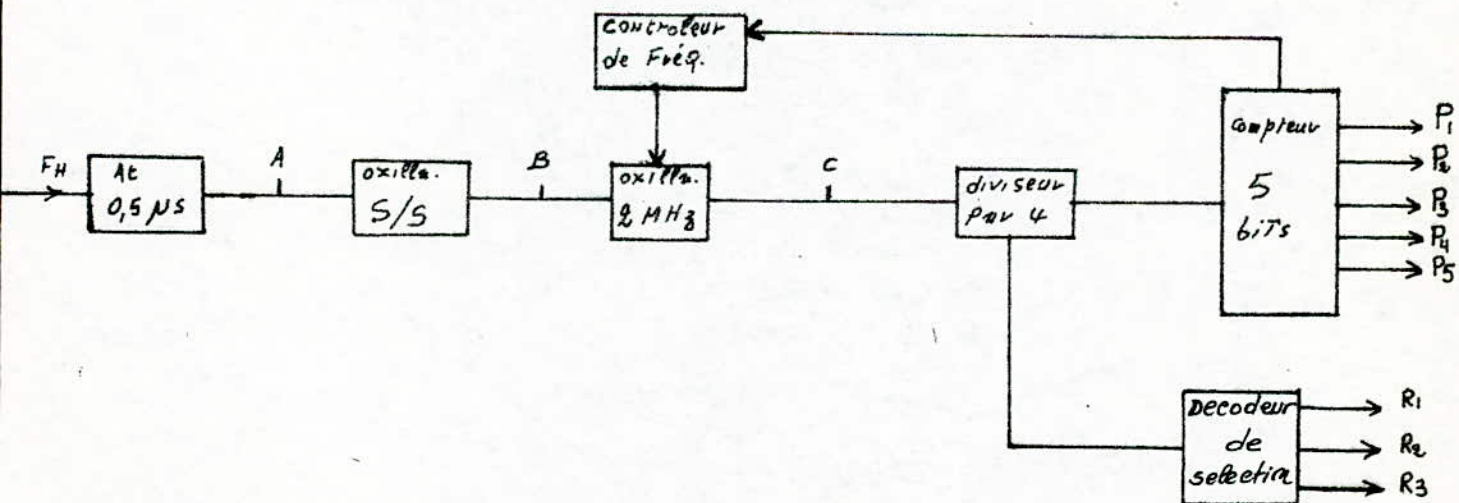 controleur
de Fréq.
FH
At
0,5 µs
A
oxilla.
S/S
B
oxilla.
2 MHz
C
diviseur
Par 4
Compteur
5
biTs
P1
P2
P3
P4
P5
Decodeur
de
selection
R1
R2
R3